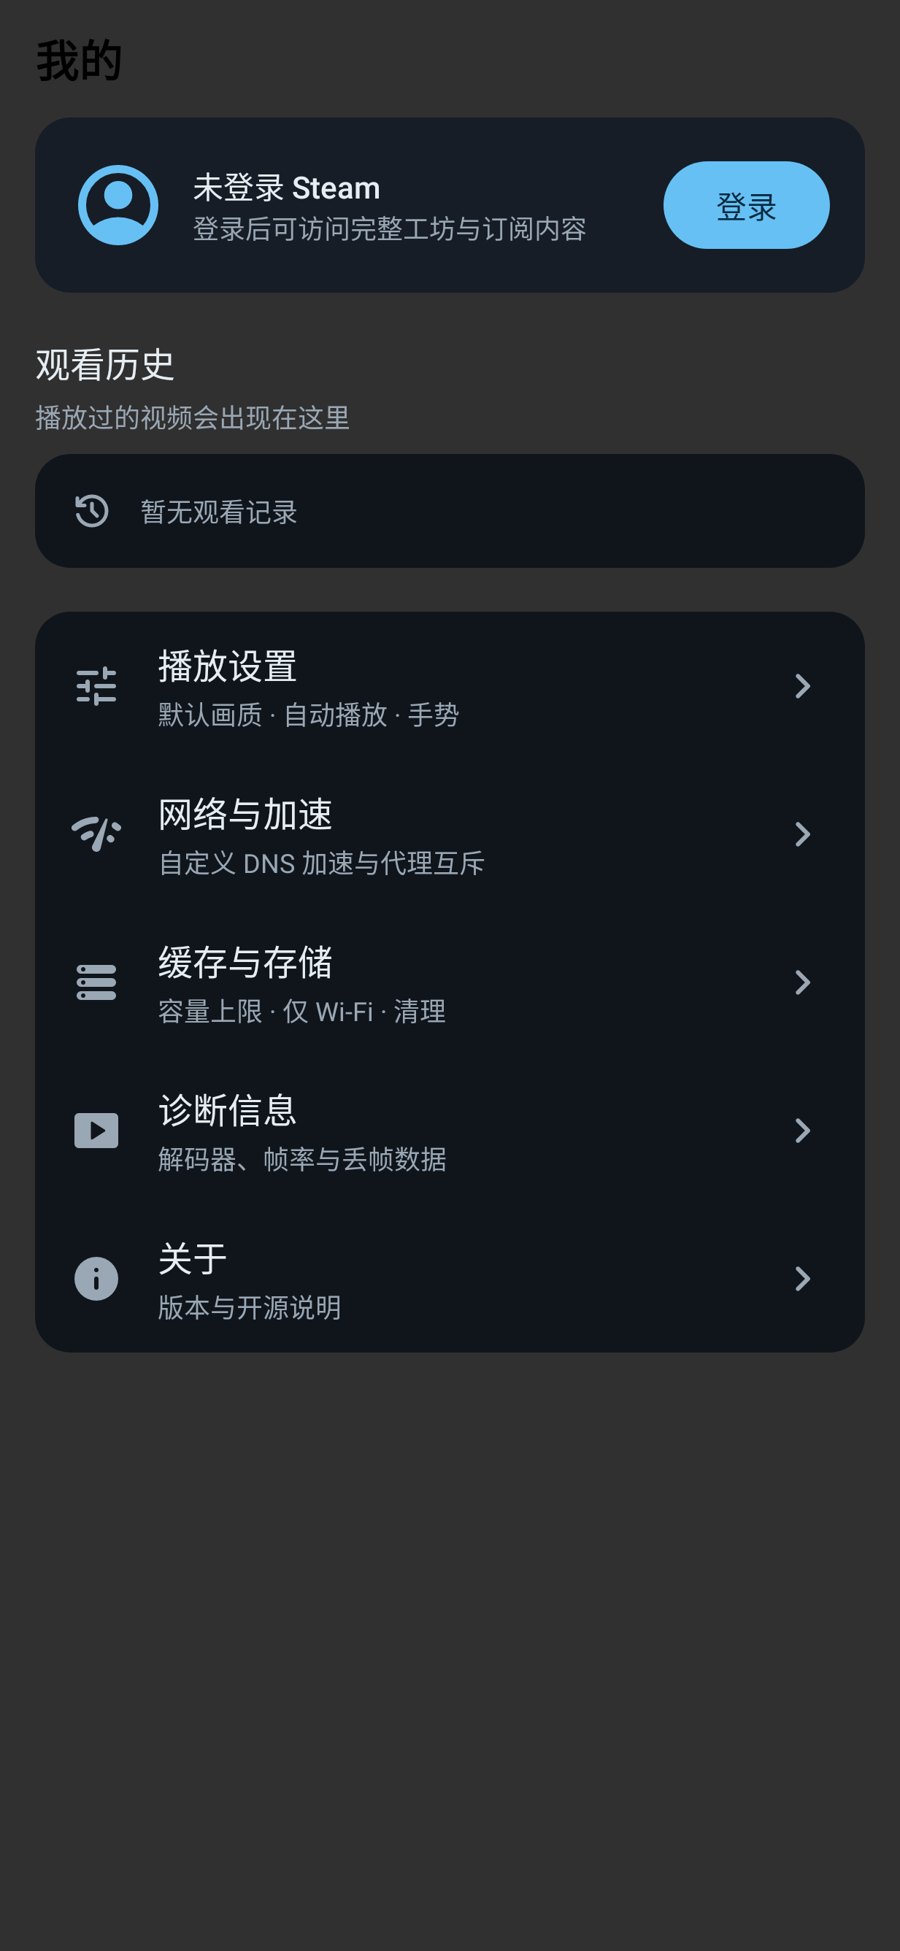 我的
未登录 Steam
登录后可访问完整工坊与订阅内容
登录
观看历史
播放过的视频会出现在这里
暂无观看记录
播放设置
默认画质 · 自动播放 · 手势
网络与加速
自定义 DNS 加速与代理互斥
缓存与存储
容量上限 · 仅 Wi-Fi · 清理
诊断信息
解码器、帧率与丢帧数据
关于
版本与开源说明